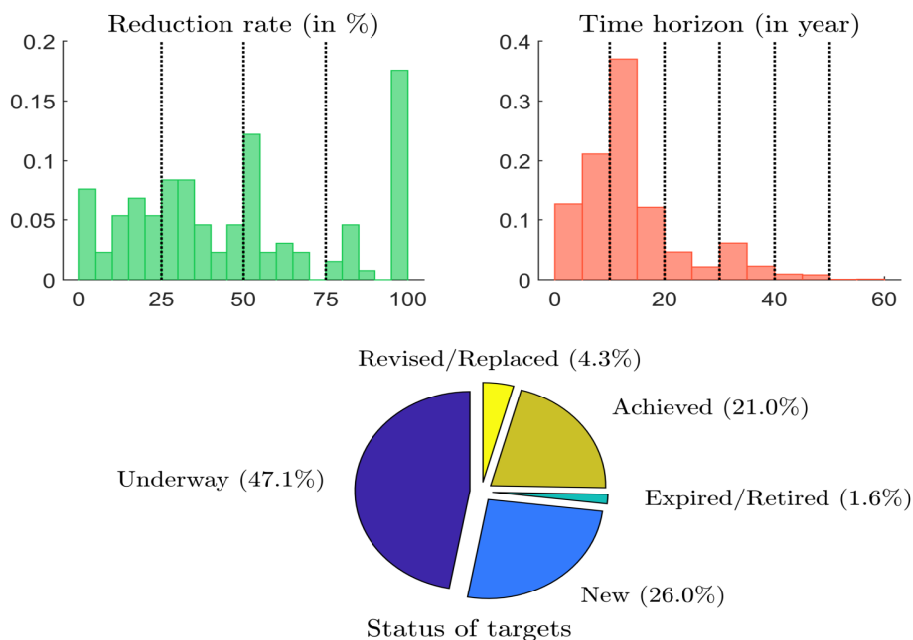 Reduction rate (in %)
0.2
0.15
0.1
0.05
0
0 25 50 75 100
Time horizon (in year)
0.4
0.3
0.2
0.1
0
0 20 40 60
Revised/Replaced (4.3%)
Achieved (21.0%)
Underway (47.1%)
Expired/Retired (1.6%)
New (26.0%)
Status of targets